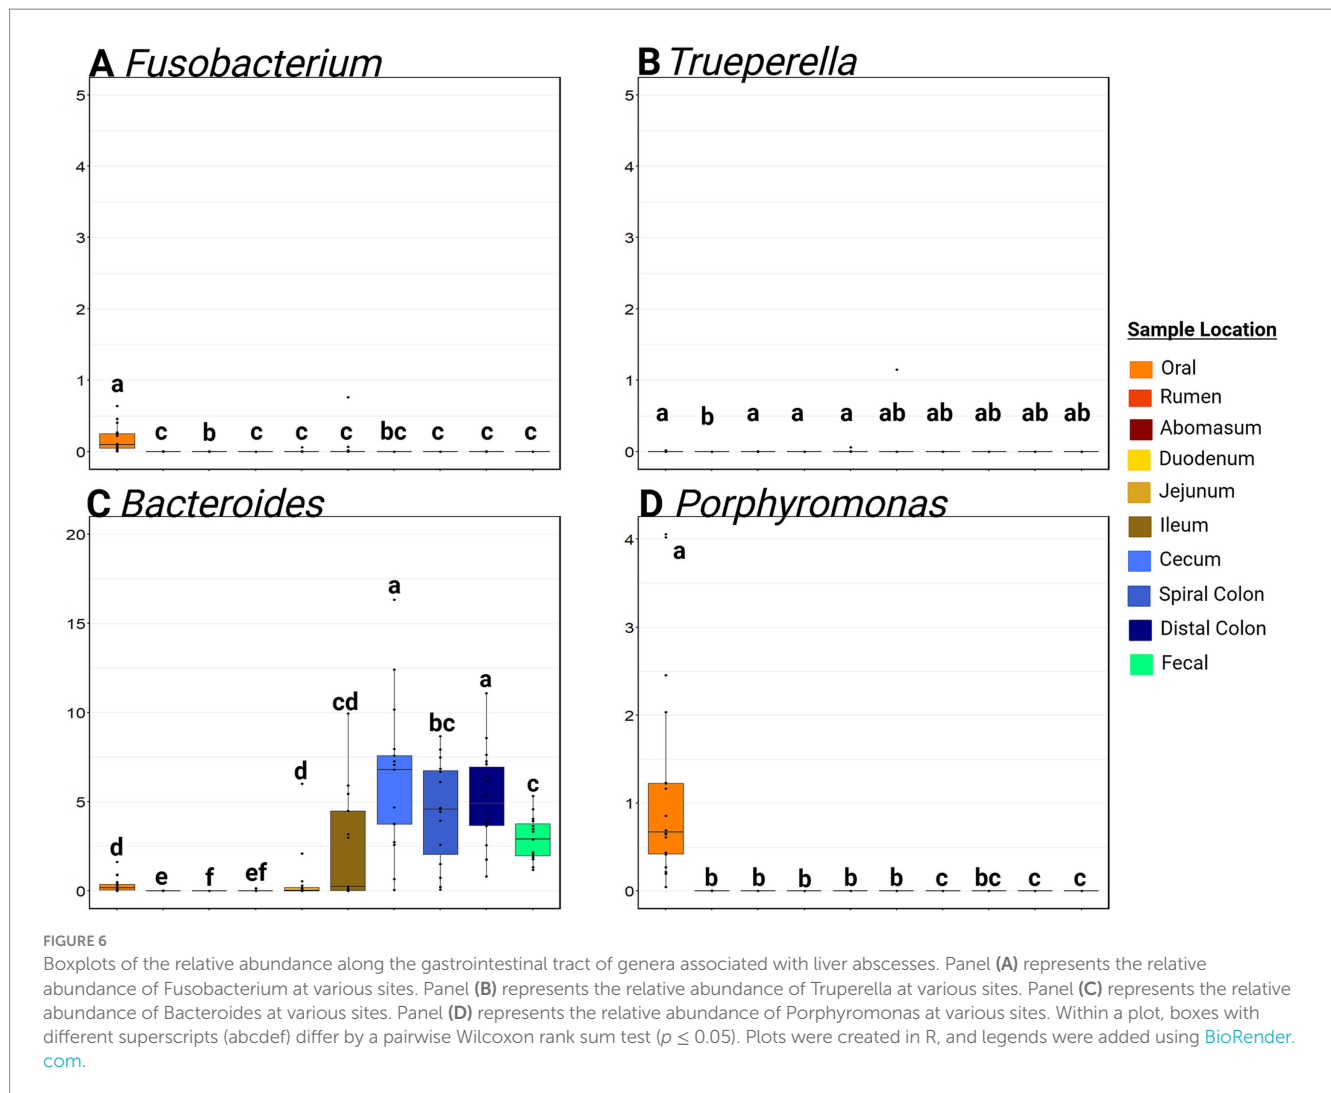 A Fusobacterium
B Trueperella
5
4
3
2
1
0
a
c
b
c
c
c
bc
c
c
c
5
4
3
2
1
0
a
b
a
a
a
ab
ab
ab
ab
ab
C Bacteroides
D Porphyromonas
20
15
10
5
0
d
e
f
ef
d
cd
a
bc
a
c
4
3
2
1
0
a
b
b
b
b
b
c
bc
c
c
Sample Location
Oral
Rumen
Abomasum
Duodenum
Jejunum
Ileum
Cecum
Spiral Colon
Distal Colon
Fecal
FIGURE 6
Boxplots of the relative abundance along the gastrointestinal tract of genera associated with liver abscesses. Panel (A) represents the relative
abundance of Fusobacterium at various sites. Panel (B) represents the relative abundance of Truperella at various sites. Panel (C) represents the relative
abundance of Bacteroides at various sites. Panel (D) represents the relative abundance of Porphyromonas at various sites. Within a plot, boxes with
different superscripts (abcdef) differ by a pairwise Wilcoxon rank sum test (p ≤ 0.05). Plots were created in R, and legends were added using BioRender.
com.